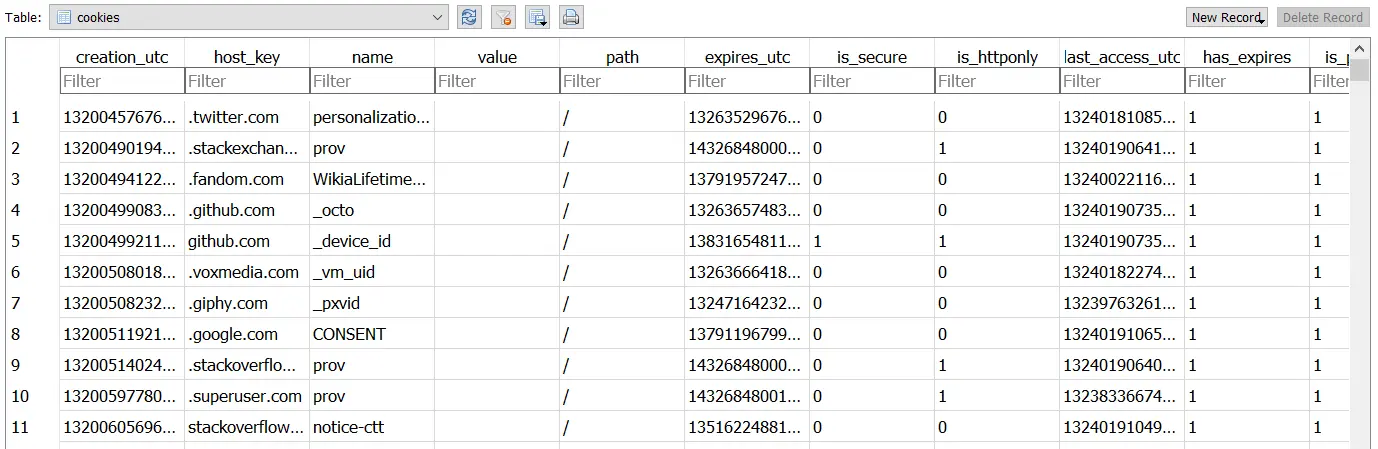 Table: cookies New Record Delete Record
creation_utc host_key name value path expires_utc is_secure is_httponly last_access_utc has_expires is_p
Filter Filter Filter Filter Filter Filter Filter Filter Filter Filter Filter
1 13200457676... .twitter.com personalizatio... / 13263529676... 0 0 13240181085... 1 1
2 13200490194... .stackexchan... prov / 14326848000... 0 1 13240190641... 1 1
3 13200494122... .fandom.com WikiaLifetime... / 13791957247... 0 0 13240022116... 1 1
4 13200499083... .github.com _octo / 13263657483... 0 0 13240190735... 1 1
5 13200499211... github.com _device_id / 13831654811... 1 1 13240190735... 1 1
6 13200508018... .voxmedia.com _vm_uid / 13263666418... 0 0 13240182274... 1 1
7 13200508232... .giphy.com _pxvid / 13247164232... 0 0 13239763261... 1 1
8 13200511921... .google.com CONSENT / 13791196799... 0 0 13240191065... 1 1
9 13200514024... .stackoverflo... prov / 14326848000... 0 1 13240190640... 1 1
10 13200597780... .superuser.com prov / 14326848001... 0 1 13238336674... 1 1
11 13200605696... stackoverflow... notice-ctt / 13516224881... 0 0 13240191049... 1 1